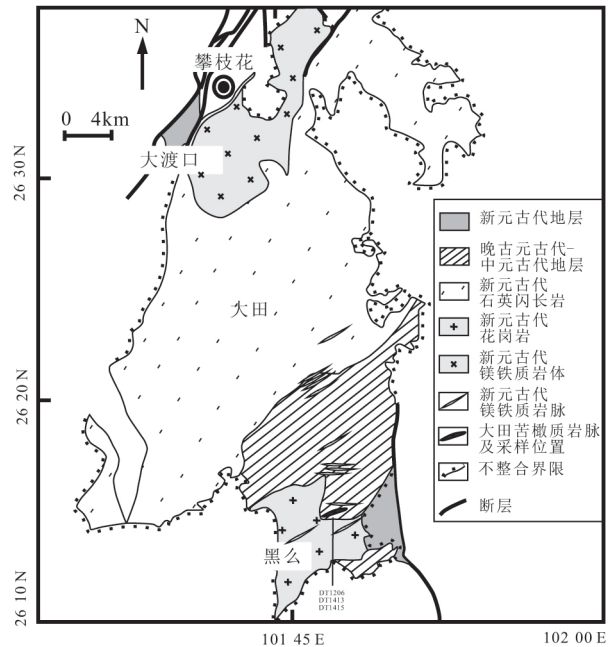 N
攀枝花
0 4km
大渡口
26 30 N
新元古代地层
晚古元古代-
中元古代地层
新元古代
石英闪长岩
大田
新元古代
花岗岩
新元古代
镁铁质岩体
26 20 N
新元古代
镁铁质岩脉
大田苦橄质岩脉
及采样位置
不整合界限
断层
黑么
DT1206
DT1413
DT1415
26 10 N
101 45 E
102 00 E